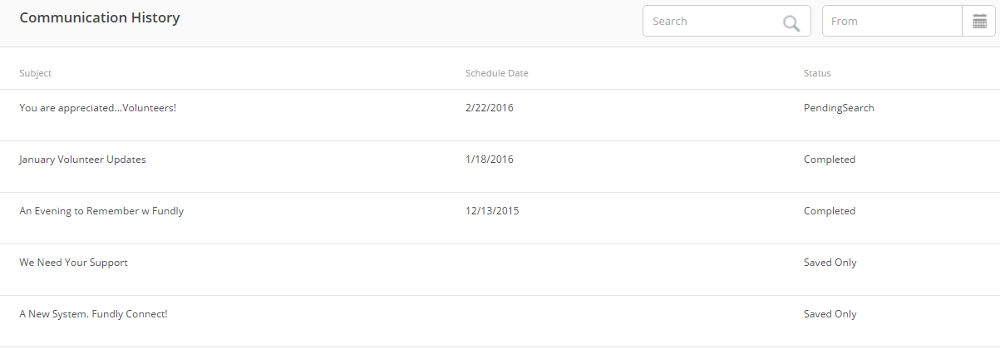 Communication History Search From
Subject Schedule Date Status
You are appreciated...Volunteers! 2/22/2016 PendingSearch
January Volunteer Updates 1/18/2016 Completed
An Evening to Remember w Fundly 12/13/2015 Completed
We Need Your Support Saved Only
A New System. Fundly Connect! Saved Only